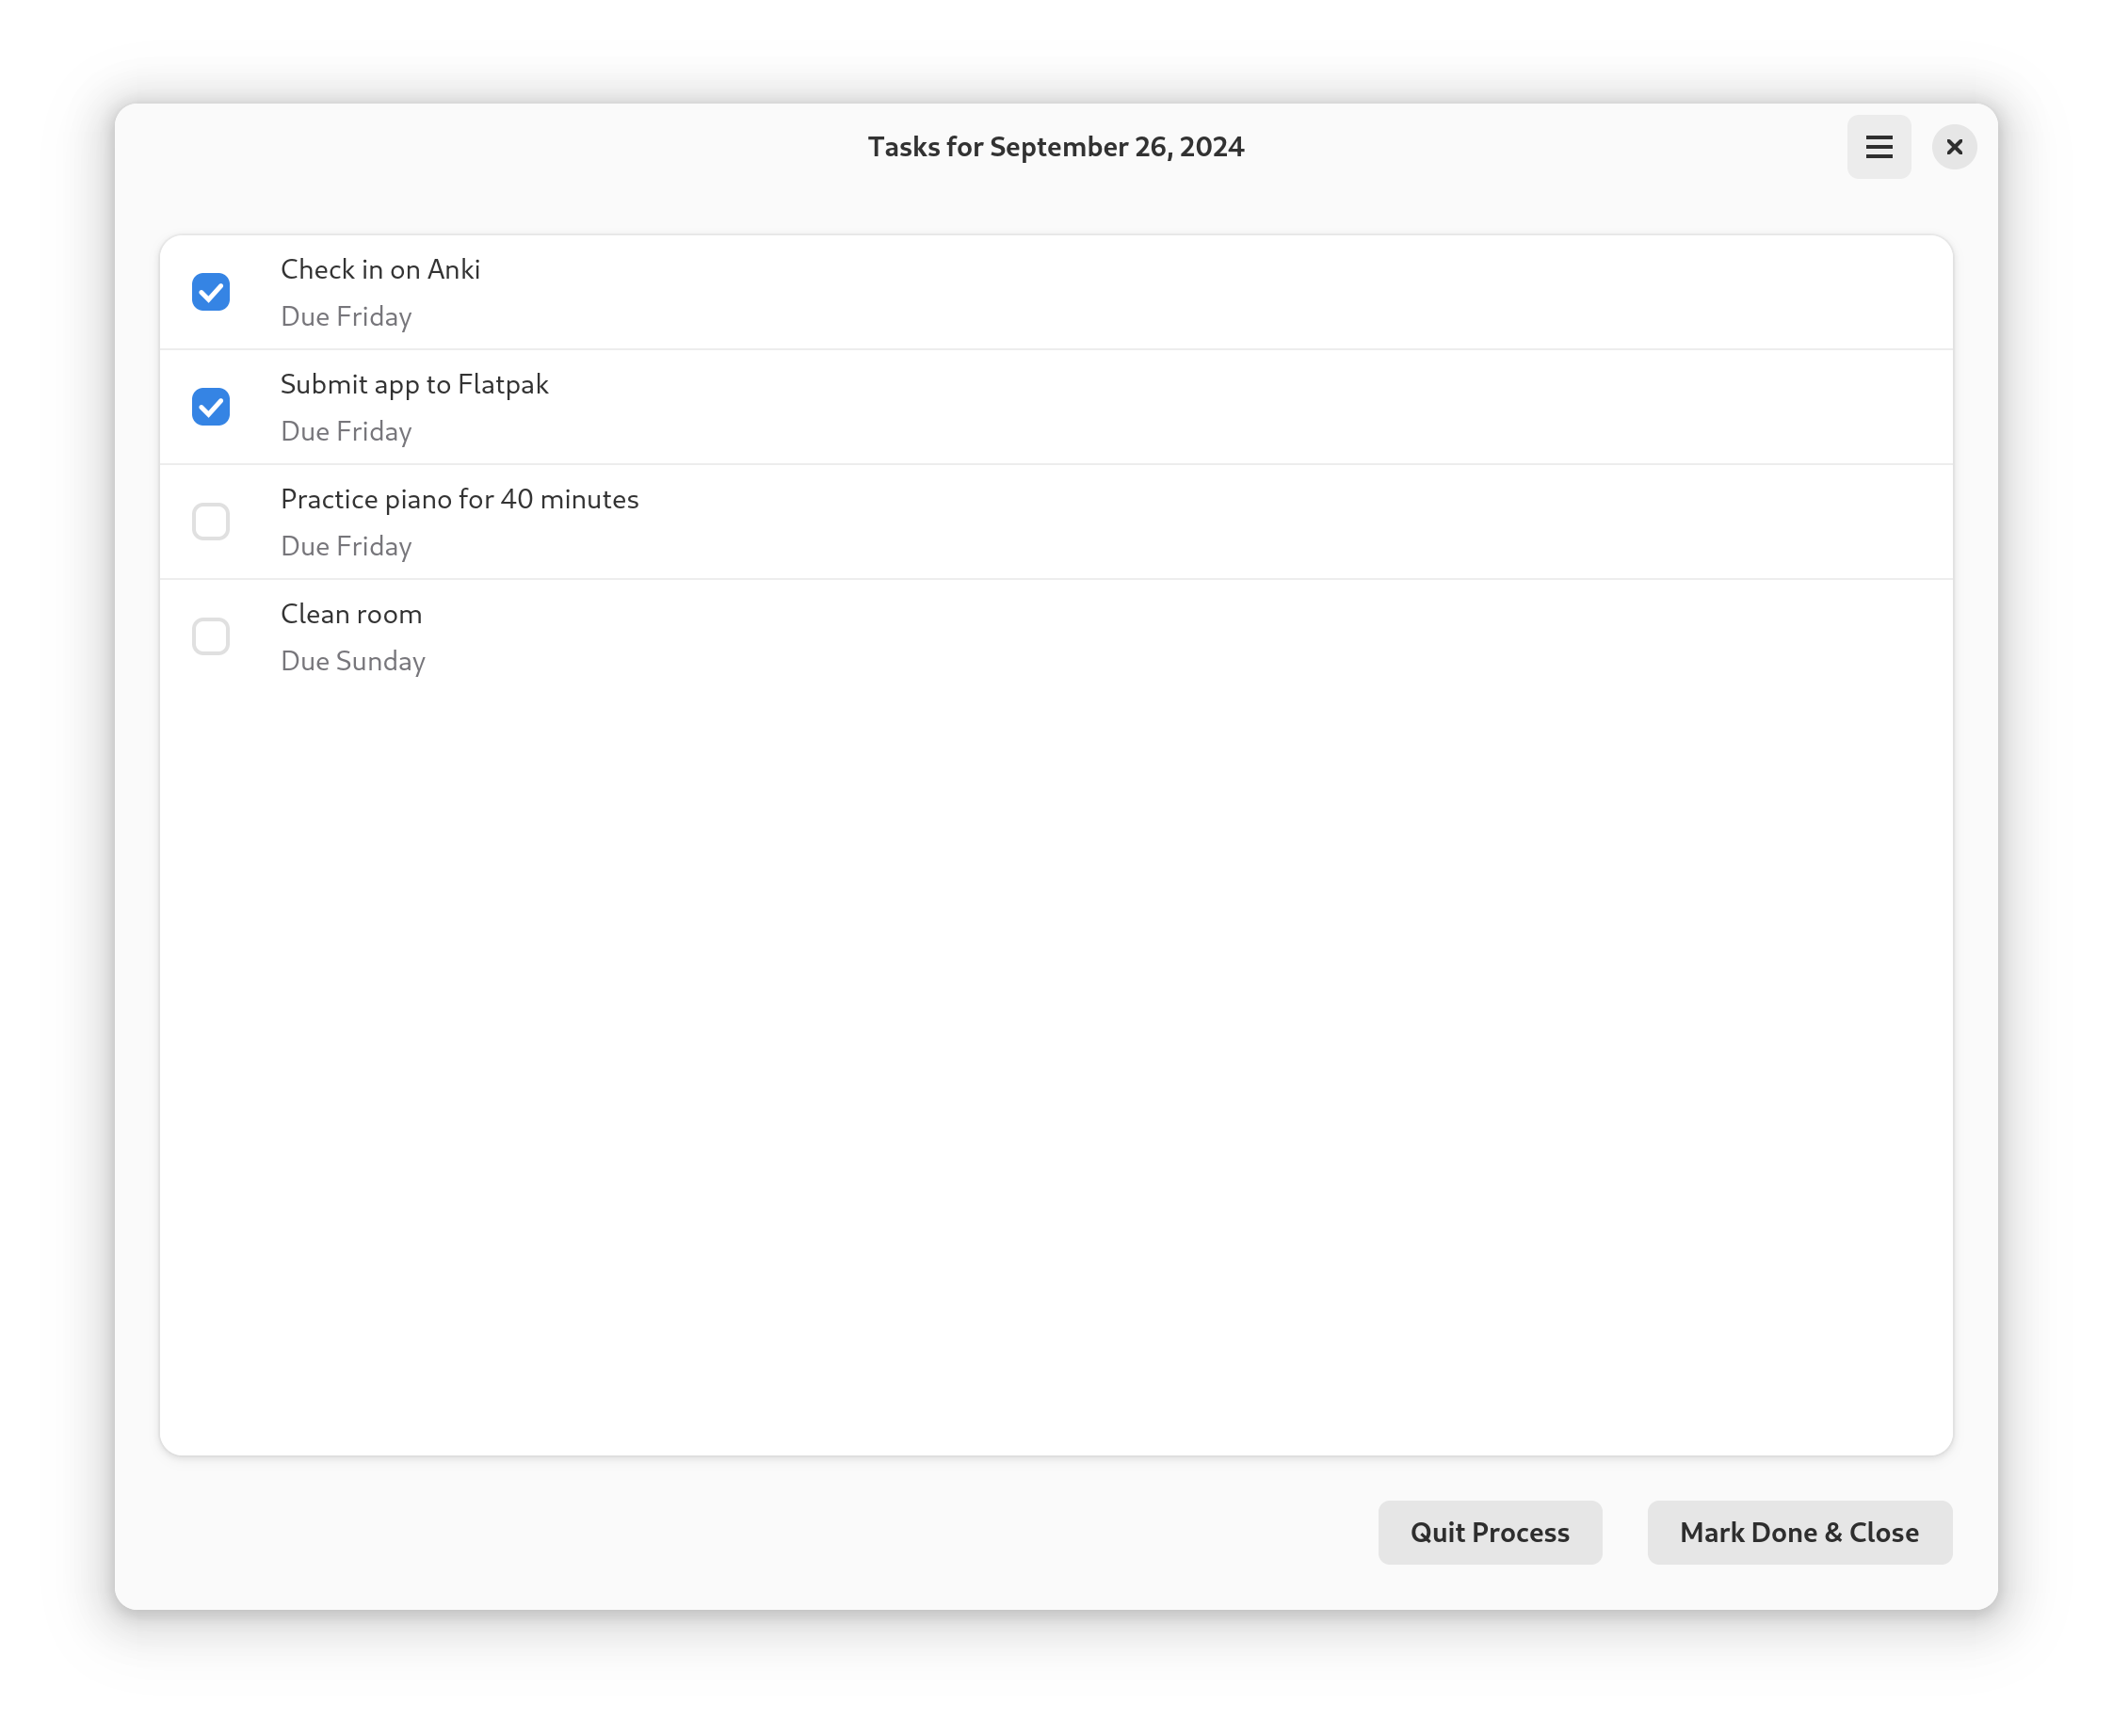 Tasks for September 26, 2024
Check in on Anki
Due Friday
Submit app to Flatpak
Due Friday
Practice piano for 40 minutes
Due Friday
Clean room
Due Sunday
Quit Process
Mark Done & Close